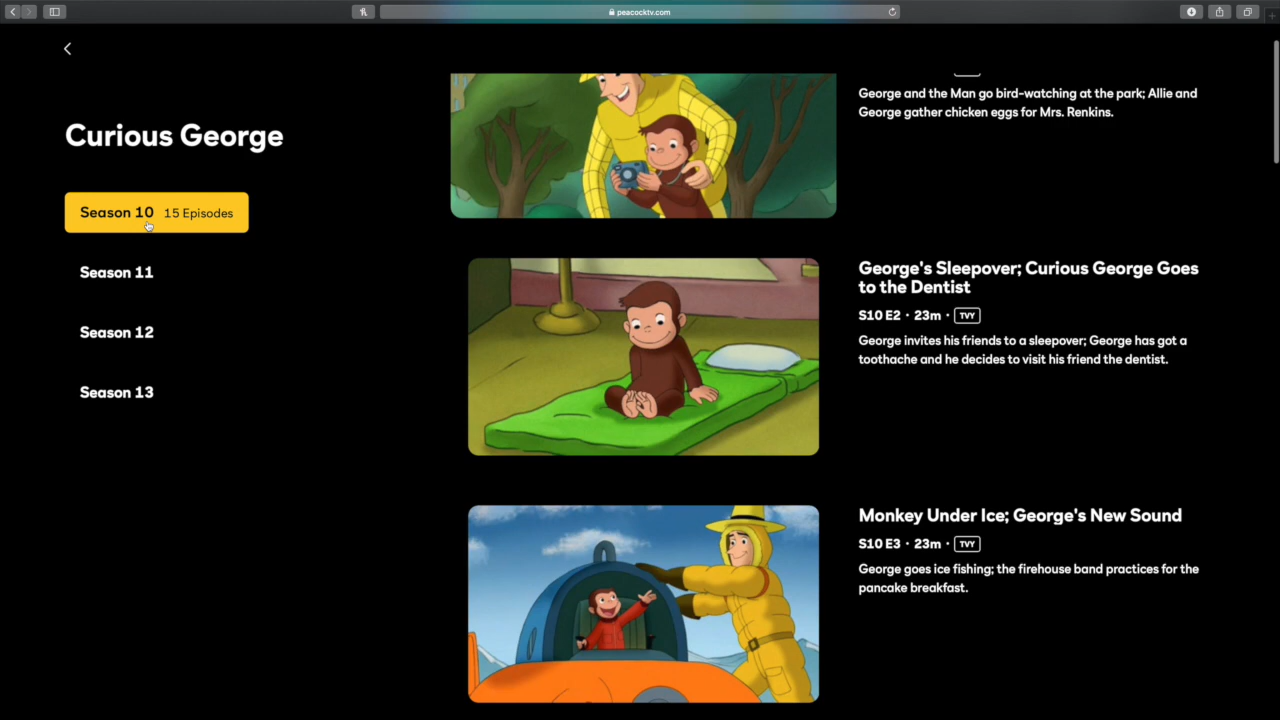 peacocktv.com
Curious George
Season 10 15 Episodes
Season 11
Season 12
Season 13
George and the Man go bird-watching at the park; Allie and
George gather chicken eggs for Mrs. Renkins.
George's Sleepover; Curious George Goes
to the Dentist
S10 E2 · 23m · TVY
George invites his friends to a sleepover; George has got a
toothache and he decides to visit his friend the dentist.
Monkey Under Ice; George's New Sound
S10 E3 · 23m · TVY
George goes ice fishing; the firehouse band practices for the
pancake breakfast.